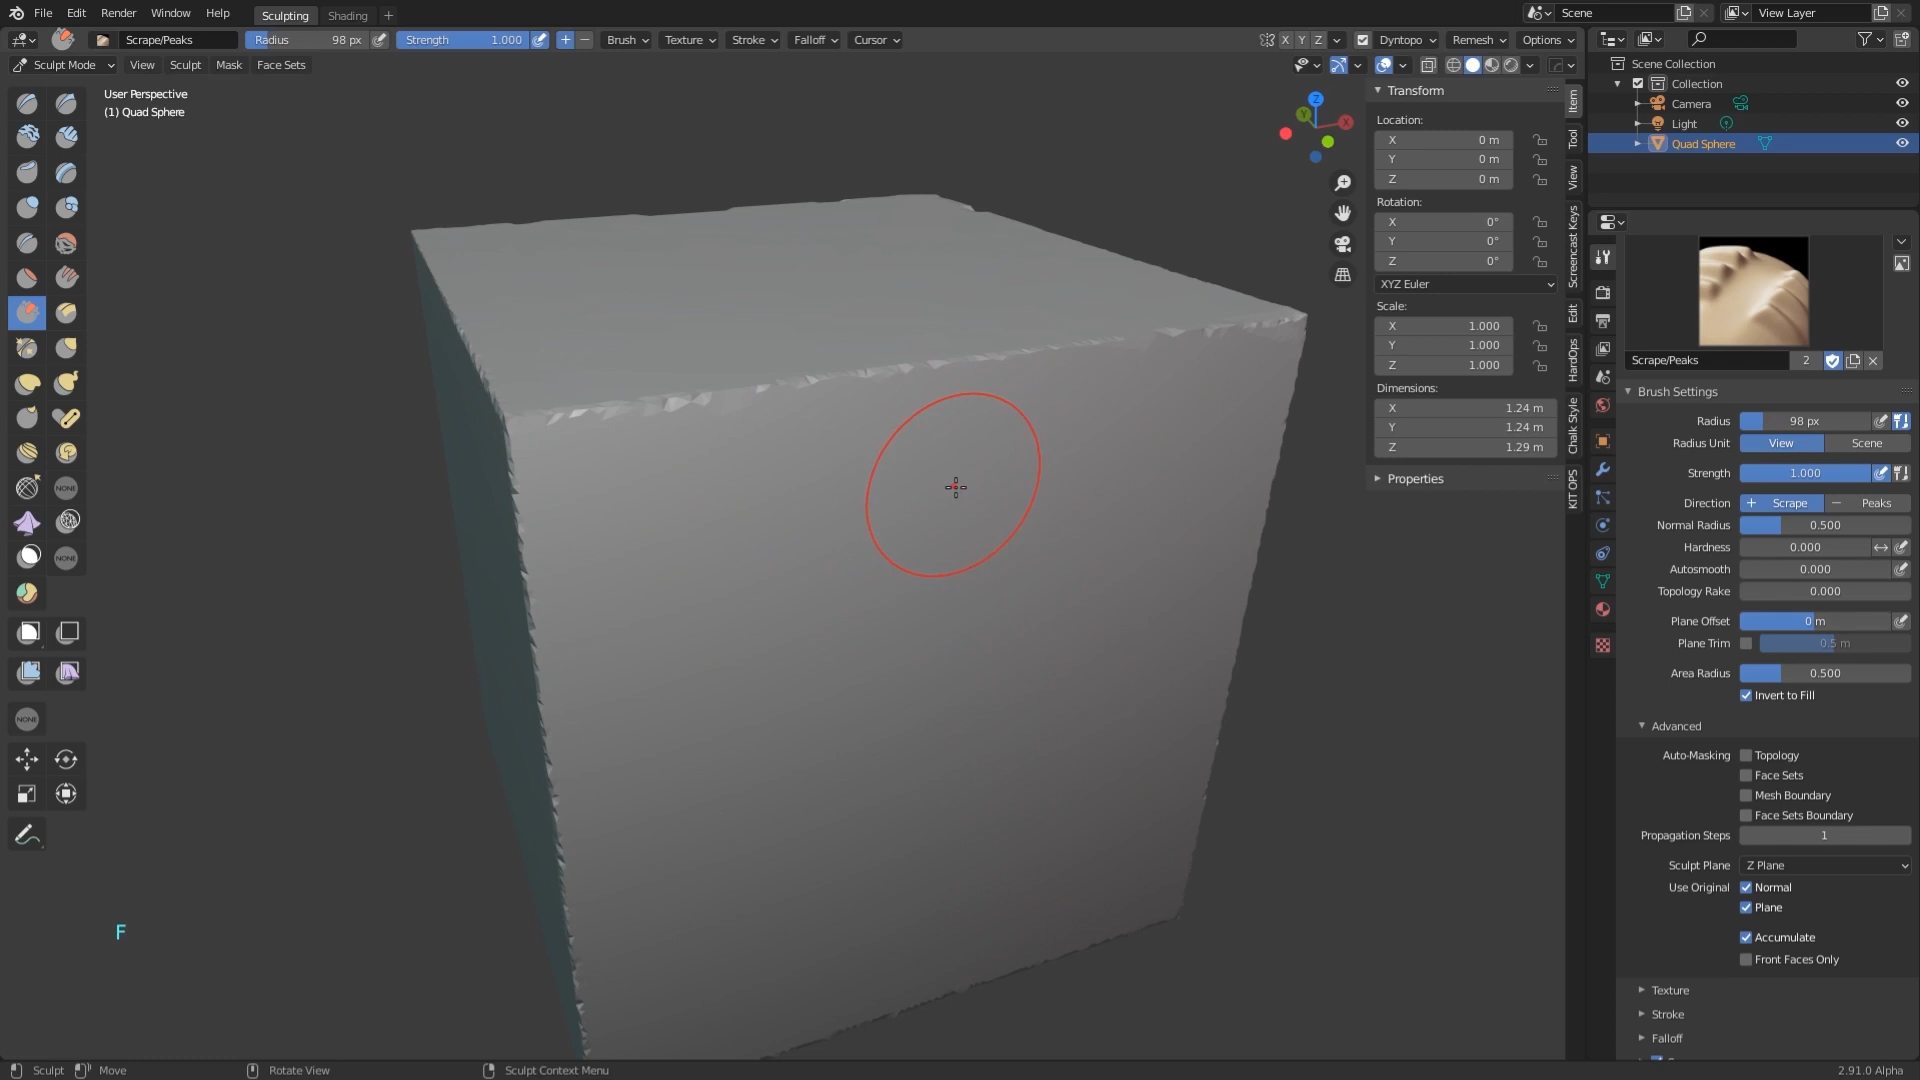 File Edit Render Window Help Sculpting Shading + Scene View Layer
Scrape/Peaks Radius 98 px Strength 1.000 + − Brush Texture Stroke Falloff Cursor X Y Z Dyntopo Remesh Options
Sculpt Mode View Sculpt Mask Face Sets
User Perspective
(1) Quad Sphere
Z
Y
X
NONE
NONE
NONE
F
Transform
Location:
X 0 m
Y 0 m
Z 0 m
Rotation:
X 0°
Y 0°
Z 0°
XYZ Euler
Scale:
X 1.000
Y 1.000
Z 1.000
Dimensions:
X 1.24 m
Y 1.24 m
Z 1.29 m
Properties
Item
Tool
View
Screencast Keys
Edit
HardOps
Chalk Style
KIT OPS
Scene Collection
Collection
Camera
Light
Quad Sphere
Scrape/Peaks 2
Brush Settings
Radius 98 px
Radius Unit View Scene
Strength 1.000
Direction + Scrape − Peaks
Normal Radius 0.500
Hardness 0.000
Autosmooth 0.000
Topology Rake 0.000
Plane Offset 0 m
Plane Trim 0.5 m
Area Radius 0.500
Invert to Fill
Advanced
Auto-Masking Topology
Face Sets
Mesh Boundary
Face Sets Boundary
Propagation Steps 1
Sculpt Plane Z Plane
Use Original Normal
Plane
Accumulate
Front Faces Only
Texture
Stroke
Falloff
Sculpt Move Rotate View Sculpt Context Menu 2.91.0 Alpha